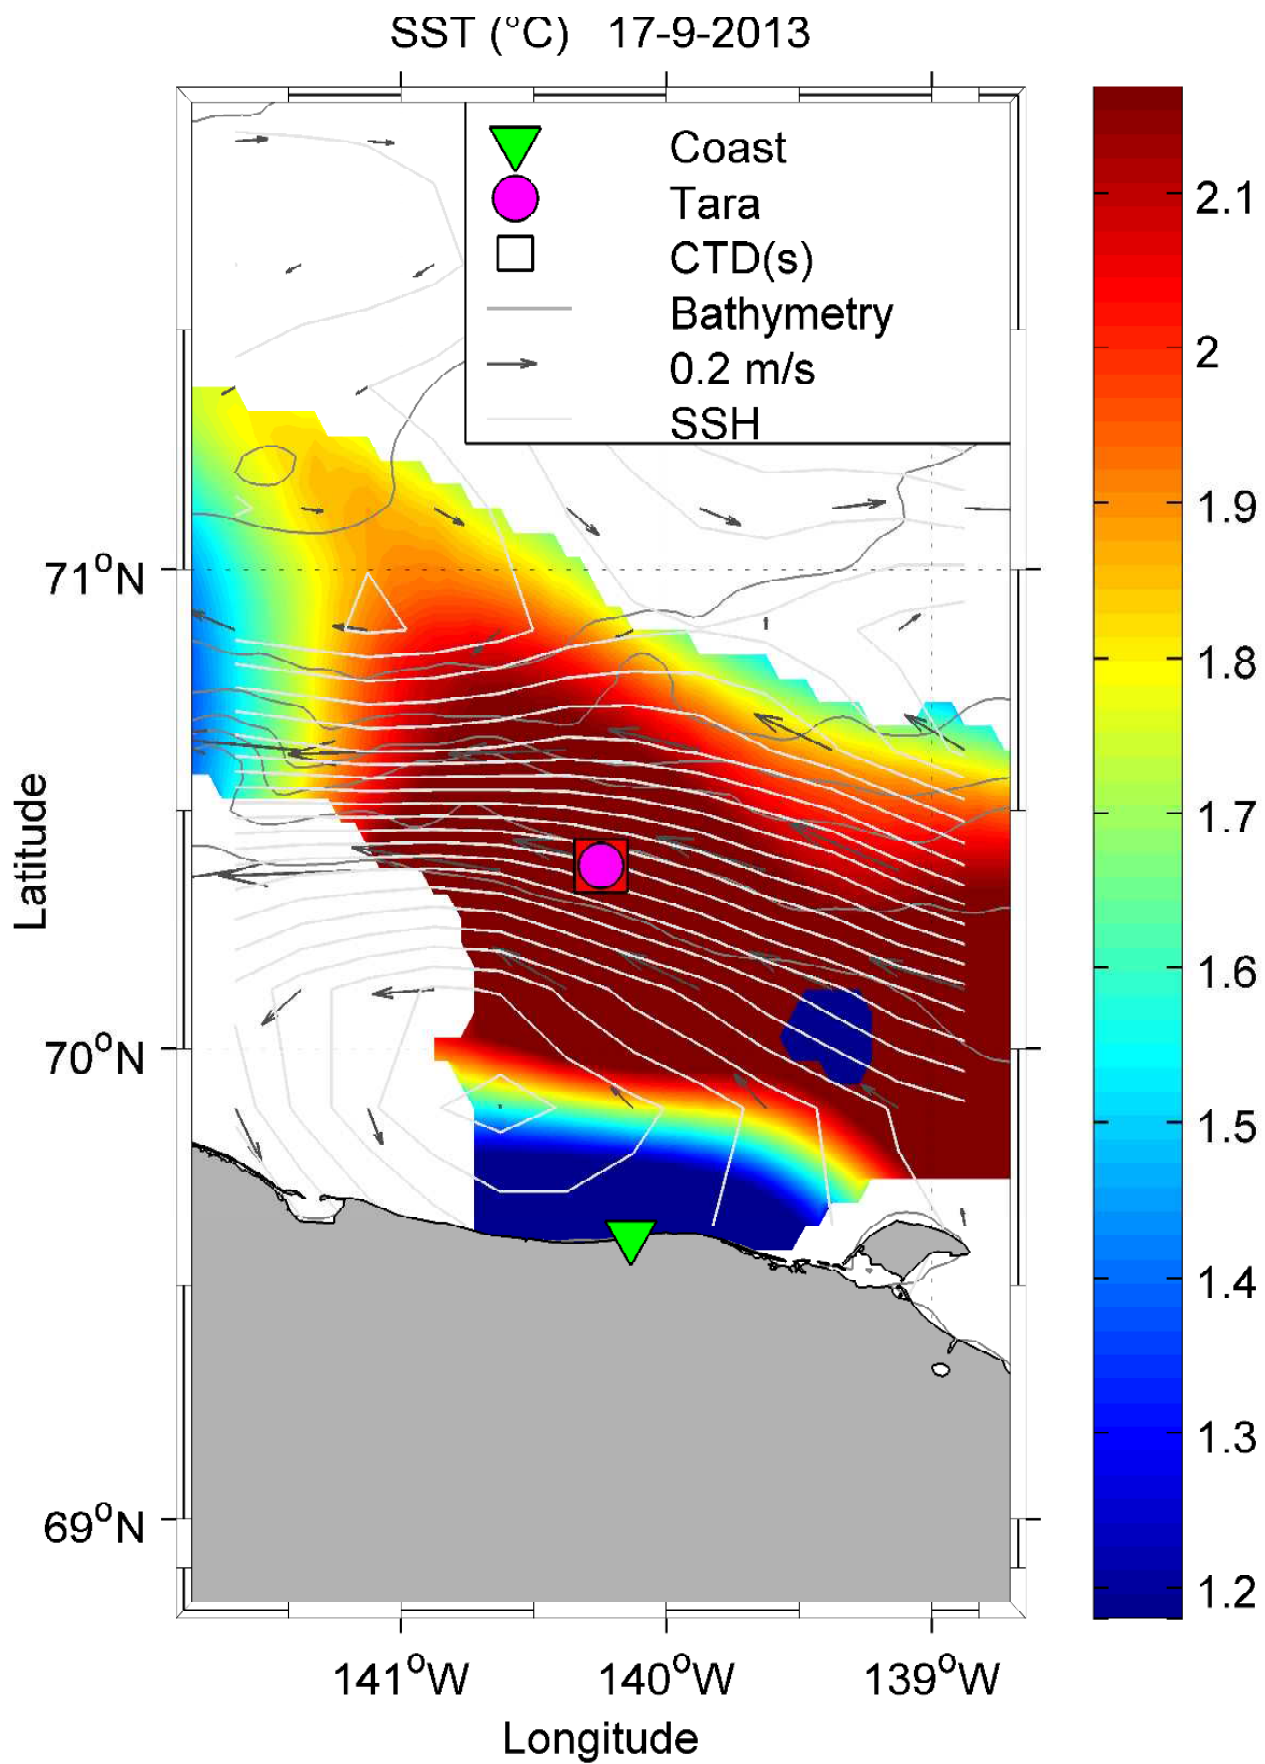 SST (°C) 17-9-2013
Coast
Tara
CTD(s)
Bathymetry
0.2 m/s
SSH
2.1
2
1.9
1.8
1.7
1.6
1.5
1.4
1.3
1.2
71°N
70°N
69°N
Latitude
141°W 140°W 139°W
Longitude